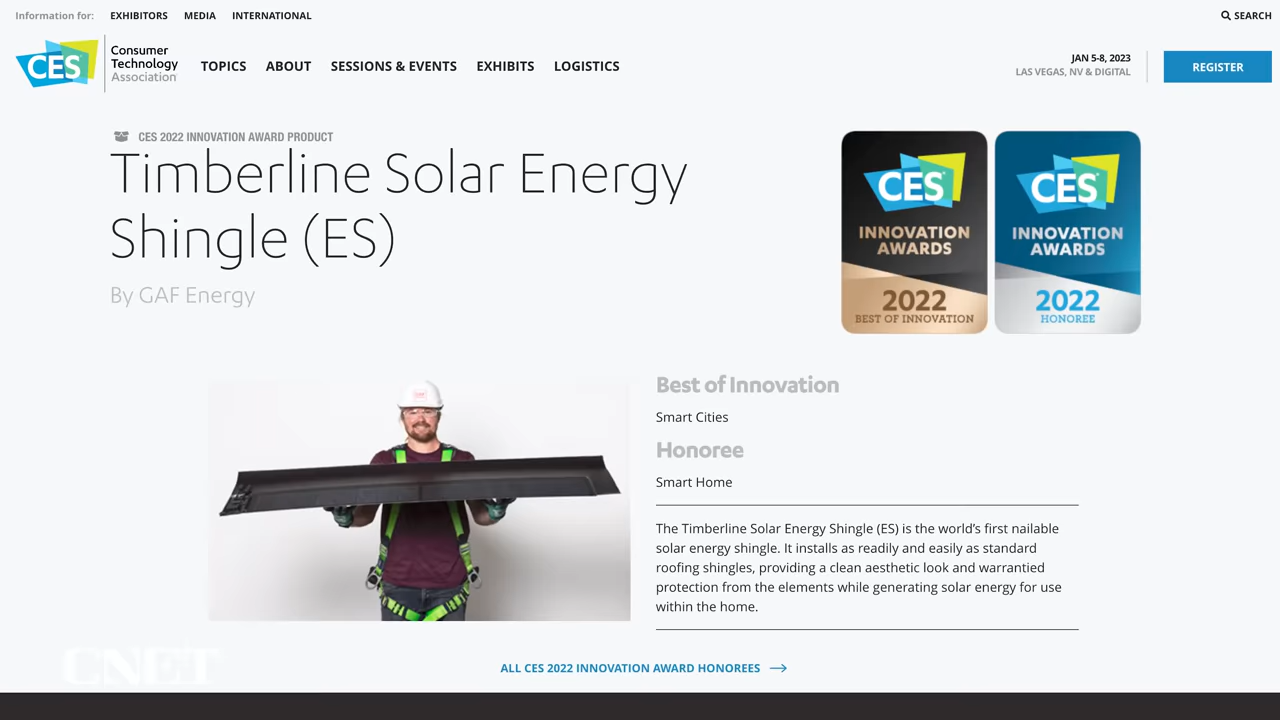 Information for: EXHIBITORS MEDIA INTERNATIONAL SEARCH
CES Consumer
Technology
Association
TOPICS ABOUT SESSIONS & EVENTS EXHIBITS LOGISTICS
JAN 5-8, 2023
LAS VEGAS, NV & DIGITAL
REGISTER
CES 2022 INNOVATION AWARD PRODUCT
Timberline Solar Energy
Shingle (ES)
By GAF Energy
CES
INNOVATION
AWARDS
2022
BEST OF INNOVATION
CES
INNOVATION
AWARDS
2022
HONOREE
Best of Innovation
Smart Cities
Honoree
Smart Home
The Timberline Solar Energy Shingle (ES) is the world’s first nailable
solar energy shingle. It installs as readily and easily as standard
roofing shingles, providing a clean aesthetic look and warrantied
protection from the elements while generating solar energy for use
within the home.
CNET
ALL CES 2022 INNOVATION AWARD HONOREES